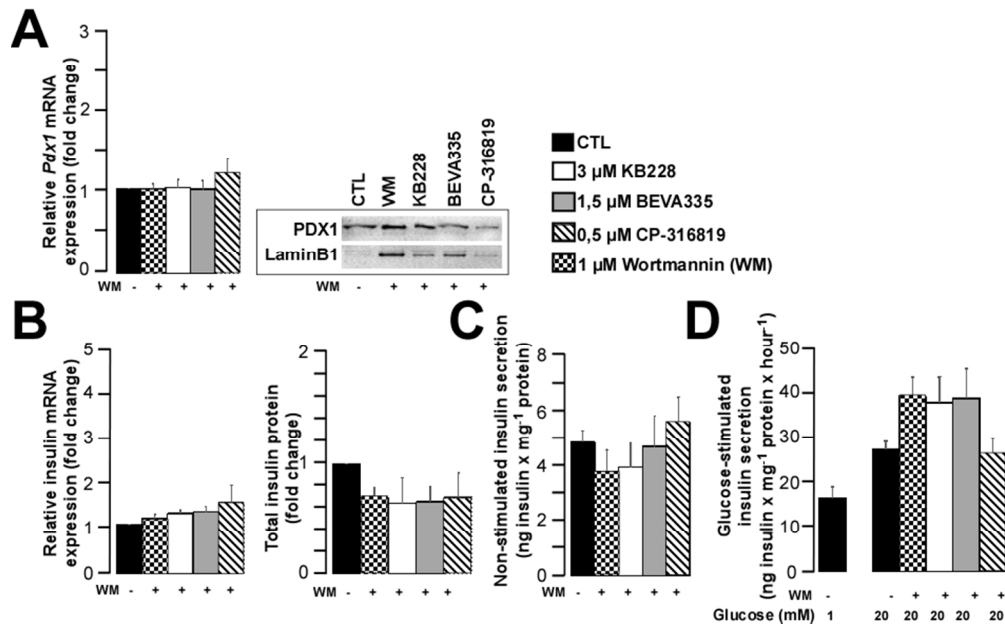 A
Relative Pdx1 mRNA
expression (fold change)
3
2
1
0
WM - + + + +
CTL
WM
KB228
BEVA335
CP-316819
PDX1
LaminB1
WM + + + +
CTL
3 µM KB228
1,5 µM BEVA335
0,5 µM CP-316819
1 µM Wortmannin (WM)
B
Relative insulin mRNA
expression (fold change)
5
4
3
2
1
0
WM - + + + +
Total insulin protein
(fold change)
2
1
0
WM - + + + +
C
Non-stimulated insulin secretion
(ng insulin x mg-1 protein)
8
6
4
2
0
WM - + + + +
D
Glucose-stimulated
insulin secretion
(ng insulin x mg-1 protein x hour-1)
50
40
30
20
10
0
WM - - + + + +
Glucose (mM) 1 20 20 20 20 20